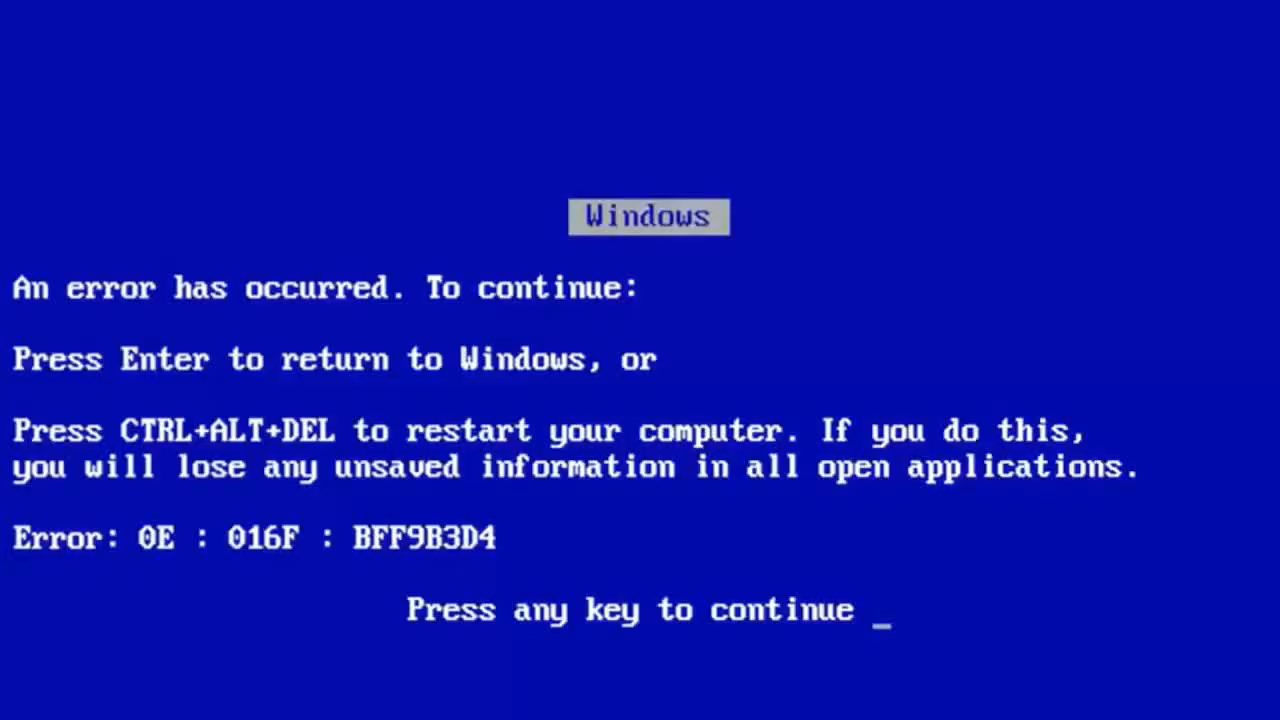 Windows
An error has occurred. To continue:
Press Enter to return to Windows, or
Press CTRL+ALT+DEL to restart your computer. If you do this,
you will lose any unsaved information in all open applications.
Error: 0E : 016F : BFF9B3D4
Press any key to continue _